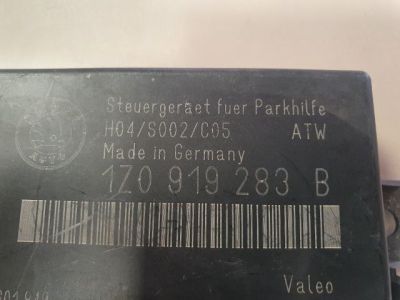 Steuergeraet fuer Parkhilfe
H04/S002/C05 ATW
Made in Germany
1Z0 919 283 B
Valeo